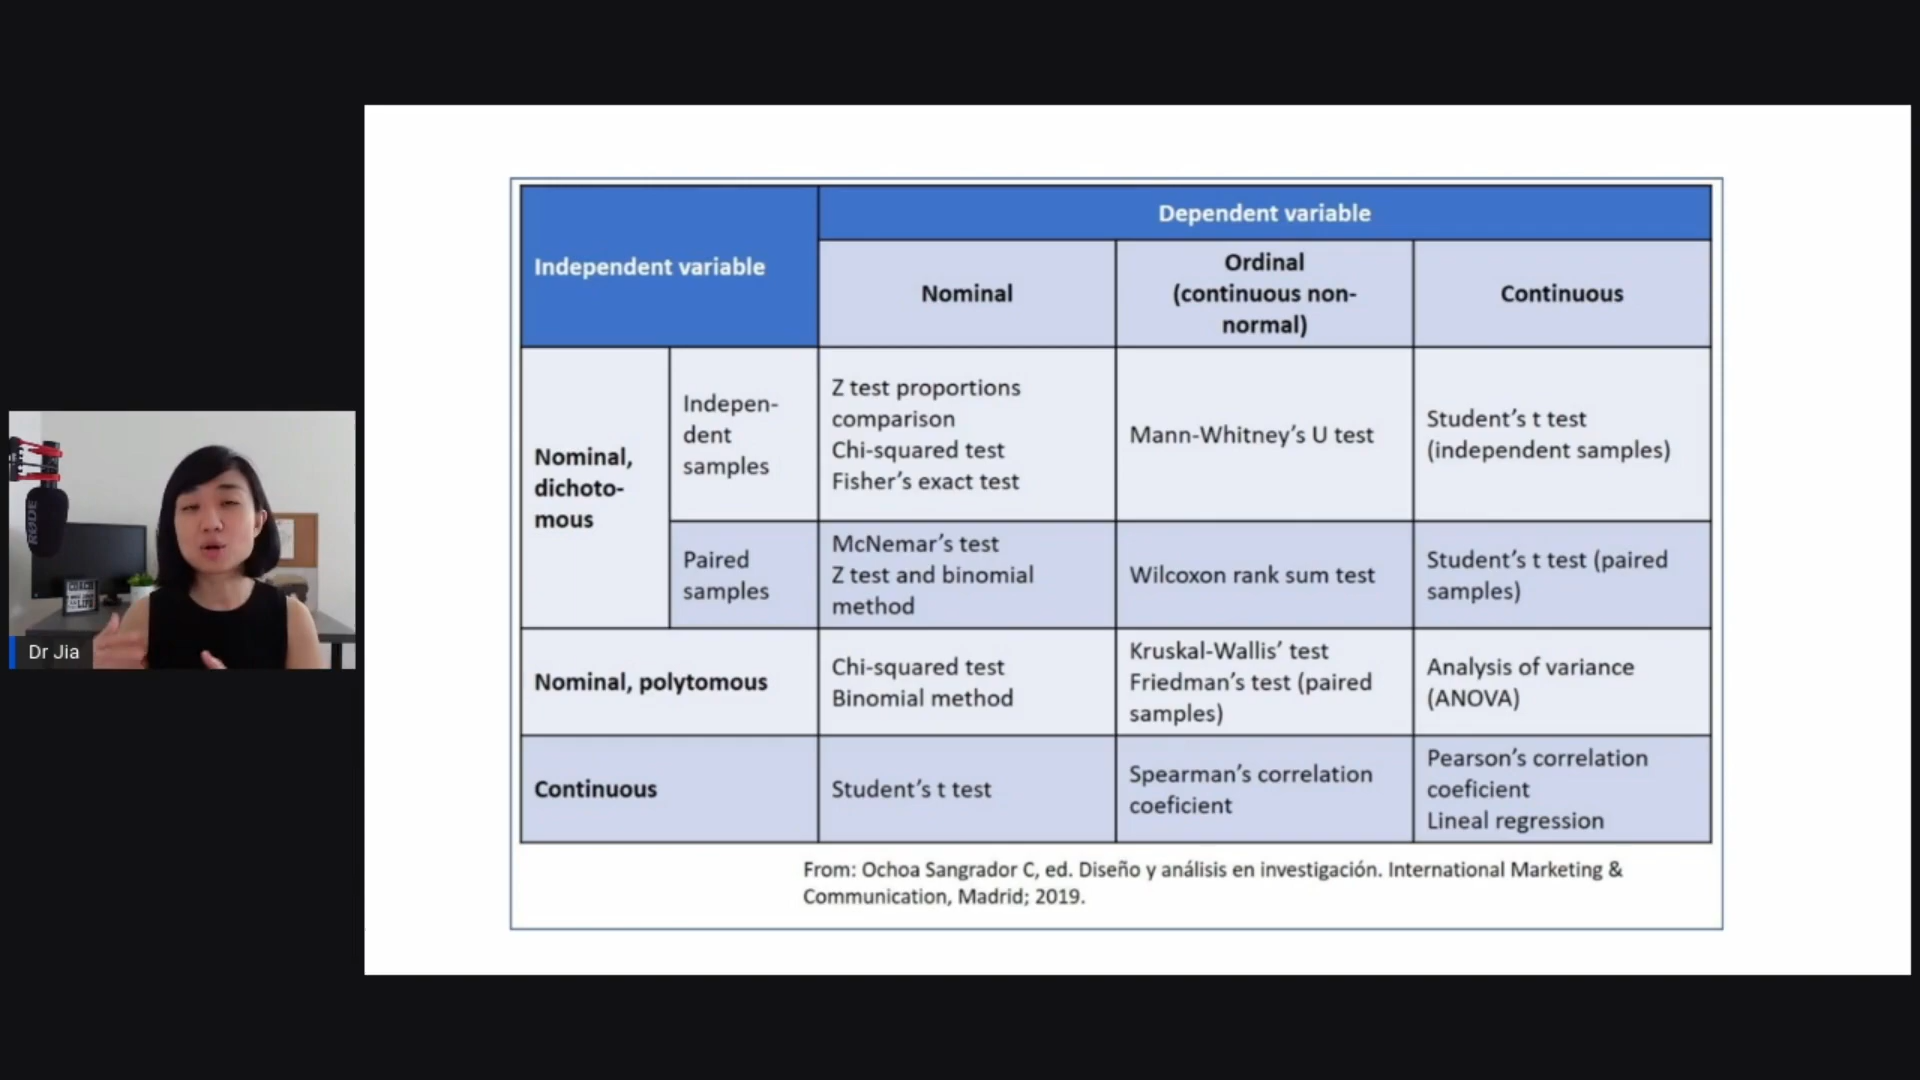 Dependent variable
Independent variable
Nominal
Ordinal
(continuous non-
normal)
Continuous
Nominal,
dichoto-
mous
Indepen-
dent
samples
Z test proportions
comparison
Chi-squared test
Fisher’s exact test
Mann-Whitney’s U test
Student’s t test
(independent samples)
Paired
samples
McNemar’s test
Z test and binomial
method
Wilcoxon rank sum test
Student’s t test (paired
samples)
Nominal, polytomous
Chi-squared test
Binomial method
Kruskal-Wallis’ test
Friedman’s test (paired
samples)
Analysis of variance
(ANOVA)
Continuous
Student’s t test
Spearman’s correlation
coeficient
Pearson’s correlation
coeficient
Lineal regression
From: Ochoa Sangrador C, ed. Diseño y análisis en investigación. International Marketing &
Communication, Madrid; 2019.
RØDE
Dr Jia